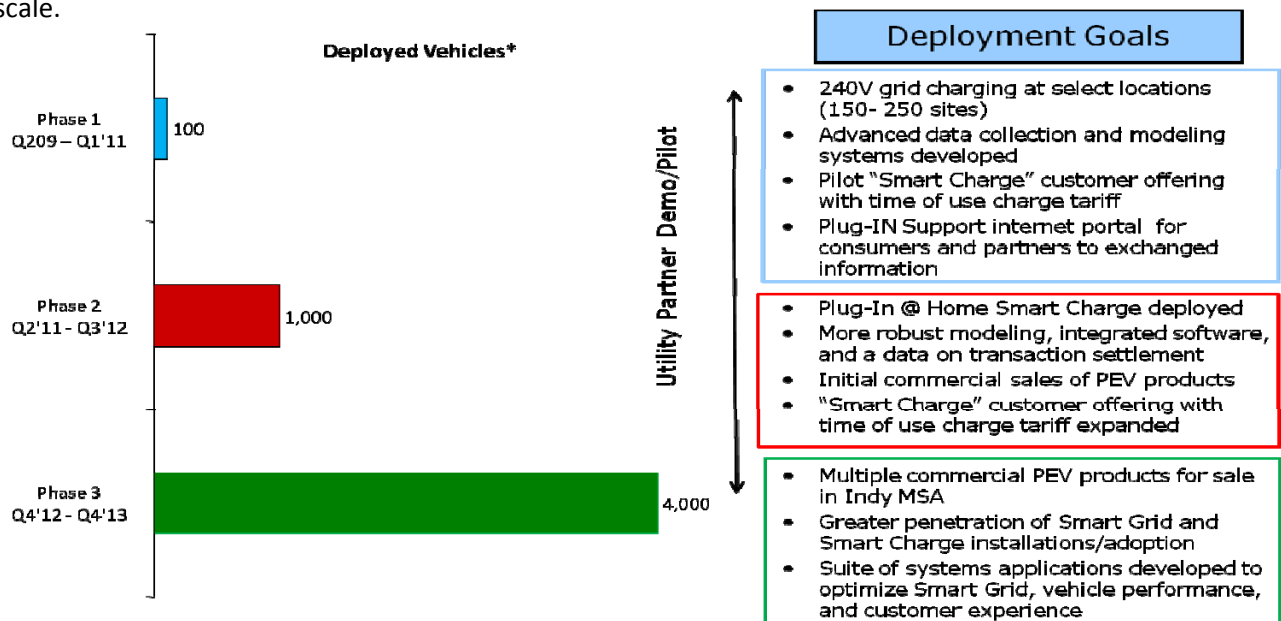 scale.
Deployed Vehicles*
Phase 1
Q209 – Q1'11
100
Phase 2
Q2'11 - Q3'12
1,000
Phase 3
Q4'12 - Q4'13
4,000
Utility Partner Demo/Pilot
Deployment Goals
• 240V grid charging at select locations
(150- 250 sites)
• Advanced data collection and modeling
systems developed
• Pilot “Smart Charge” customer offering
with time of use charge tariff
• Plug-IN Support internet portal for
consumers and partners to exchanged
information
• Plug-In @ Home Smart Charge deployed
• More robust modeling, integrated software,
and a data on transaction settlement
• Initial commercial sales of PEV products
• “Smart Charge” customer offering with
time of use charge tariff expanded
• Multiple commercial PEV products for sale
in Indy MSA
• Greater penetration of Smart Grid and
Smart Charge installations/adoption
• Suite of systems applications developed to
optimize Smart Grid, vehicle performance,
and customer experience